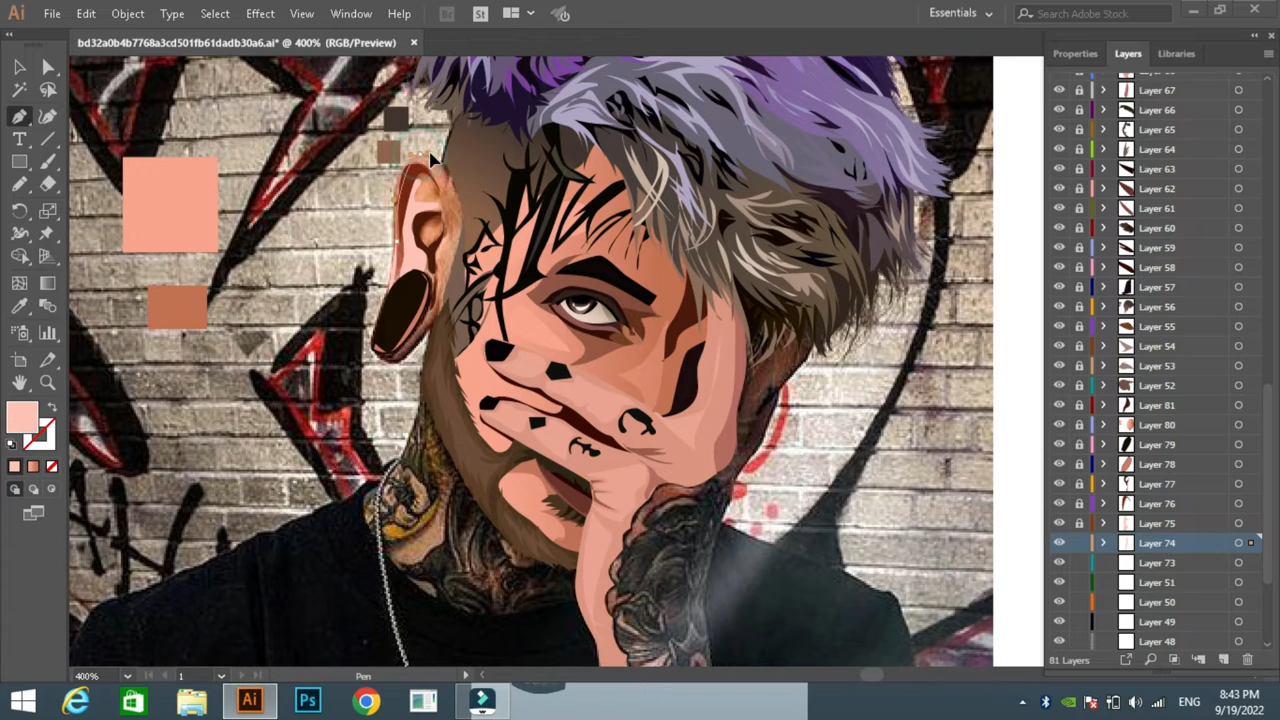 Ai File Edit Object Type Select Effect View Window Help Br St Essentials Search Adobe Stock
bd32a0b4b7768a3cd501fb61dadb30a6.ai* @ 400% (RGB/Preview)
Properties Layers Libraries
Layer 67
Layer 66
Layer 65
Layer 64
Layer 63
Layer 62
Layer 61
Layer 60
Layer 59
Layer 58
Layer 57
Layer 56
Layer 55
Layer 54
Layer 53
Layer 52
Layer 81
Layer 80
Layer 79
Layer 78
Layer 77
Layer 76
Layer 75
Layer 74
Layer 73
Layer 51
Layer 50
Layer 49
Layer 48
81 Layers
400% 1 Pen
Ai Ps ENG 8:43 PM
9/19/2022